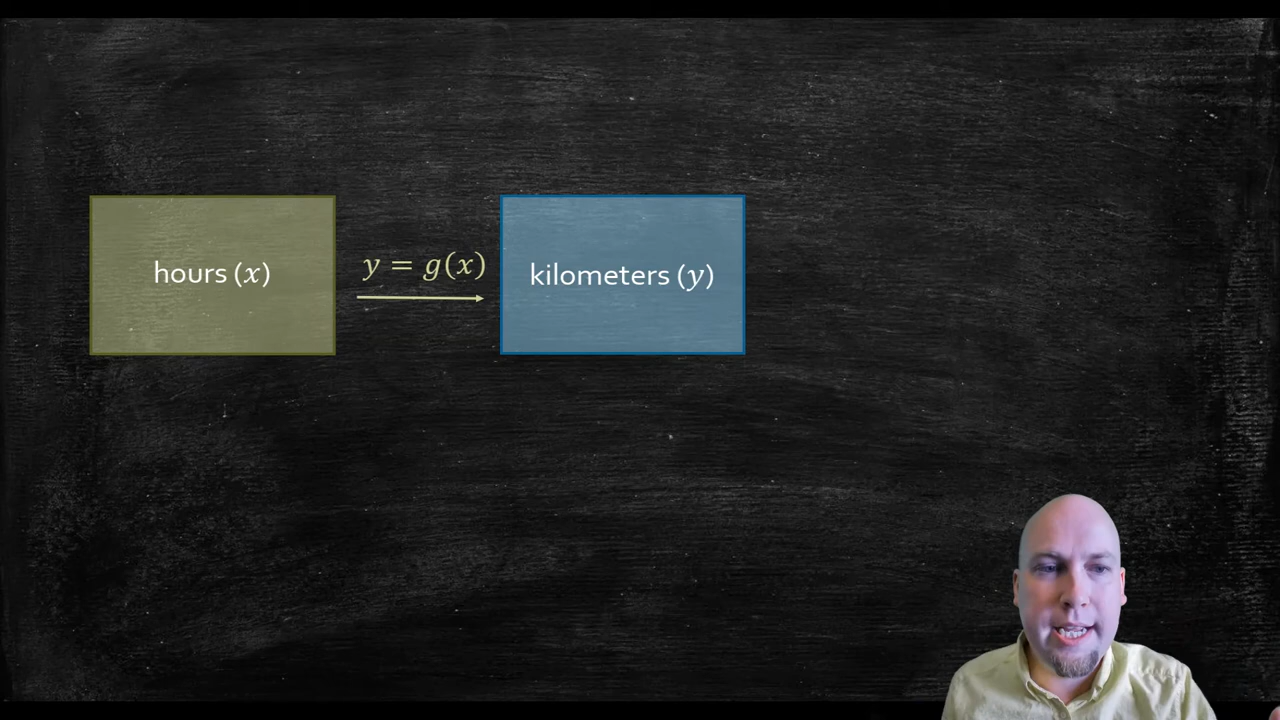 hours (x)
y = g(x)
kilometers (y)